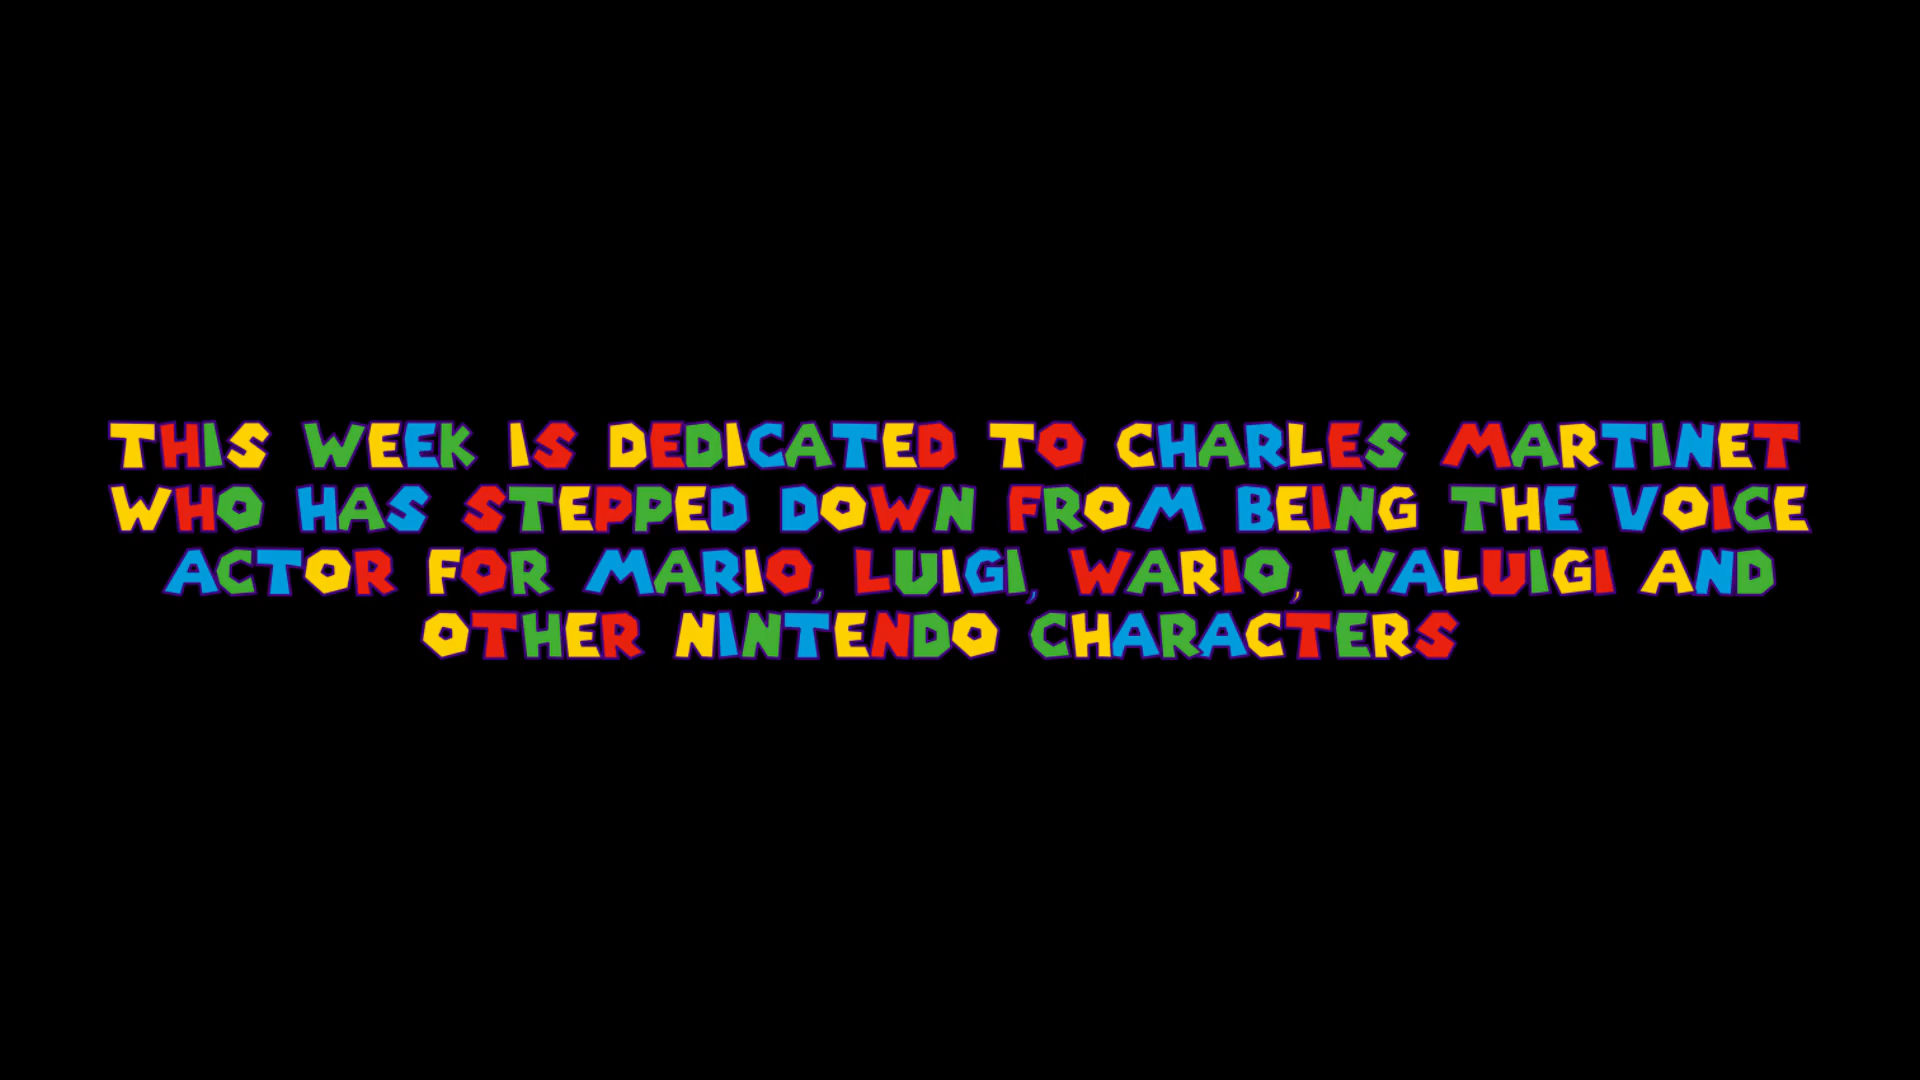 THIS WEEK IS DEDICATED TO CHARLES MARTINET
WHO HAS STEPPED DOWN FROM BEING THE VOICE
ACTOR FOR MARIO, LUIGI, WARIO, WALUIGI AND
OTHER NINTENDO CHARACTERS